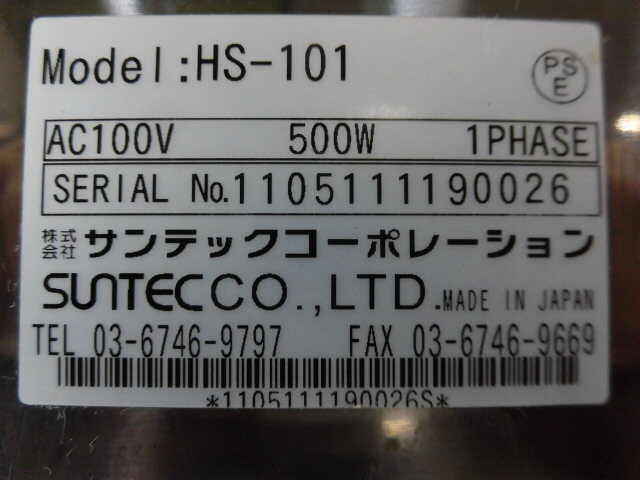 Model:HS-101
PS
E
AC100V 500W 1PHASE
SERIAL No.1105111190026
株式会社 サンテックコーポレーション
SUNTEC CO.,LTD.MADE IN JAPAN
TEL 03-6746-9797 FAX 03-6746-9669
*1105111190026S*